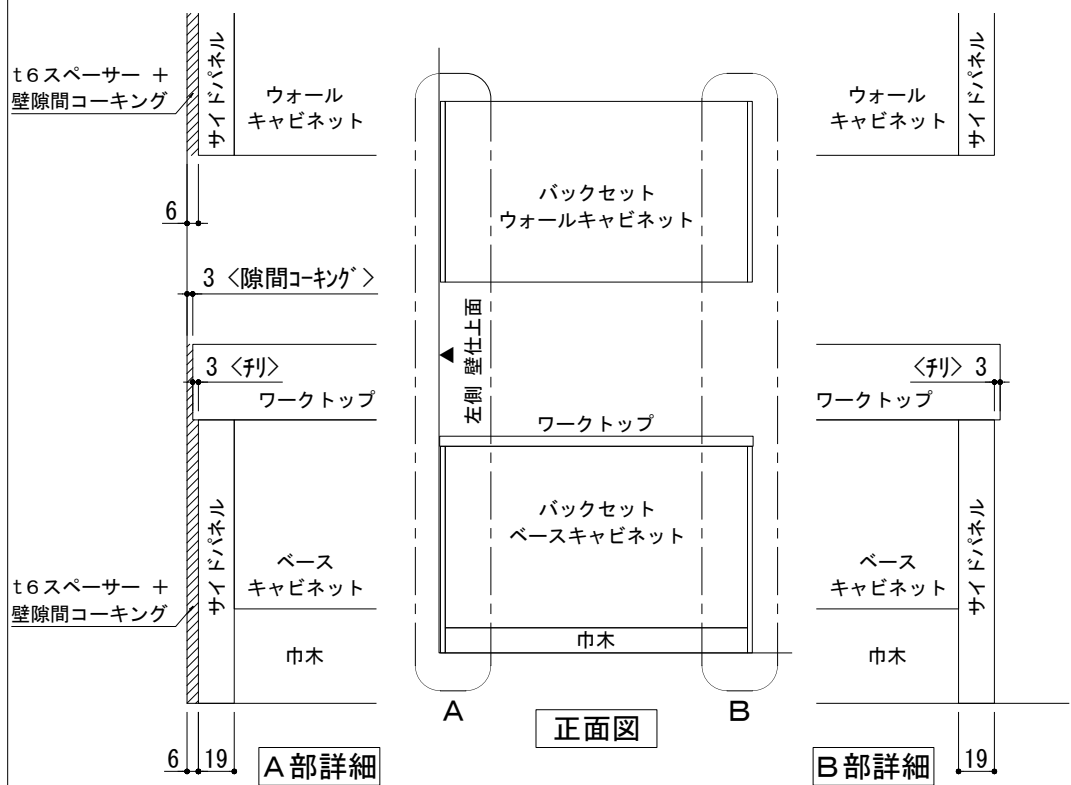 t6スペーサー +
壁隙間コーキング
サイドパネル
ウォール
キャビネット
6
3 <隙間コーキング>
3 <チリ>
ワークトップ
サイドパネル
ベース
キャビネット
t6スペーサー +
壁隙間コーキング
巾木
6
19
A部詳細
バックセット
ウォールキャビネット
左側 壁仕上面
ワークトップ
バックセット
ベースキャビネット
巾木
A
B
正面図
ウォール
キャビネット
サイドパネル
<チリ> 3
ワークトップ
ベース
キャビネット
サイドパネル
巾木
B部詳細
19